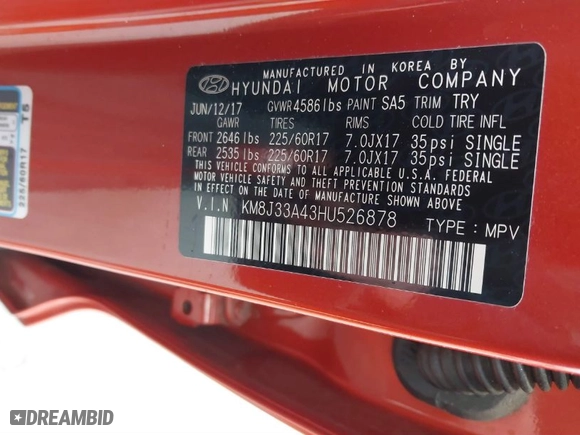 MANUFACTURED IN KOREA BY
HYUNDAI MOTOR COMPANY
JUN/12/17 GVWR4586lbs PAINT SA5 TRIM TRY
GAWR TIRES RIMS COLD TIRE INFL
FRONT 2646lbs 225/60R17 7.0JX17 35psi SINGLE
REAR 2535lbs 225/60R17 7.0JX17 35psi SINGLE
THIS VEHICLE CONFORMS TO ALL APPLICABLE U.S.A. FEDERAL
MOTOR VEHICLE SAFETY AND THEFT PREVENTION STANDARDS IN
EFFECT ON THE DATE OF MANUFACTURE SHOWN ABOVE.
V.I.N KM8J33A43HU526878 TYPE:MPV
225/60R17 T5
DREAMBID